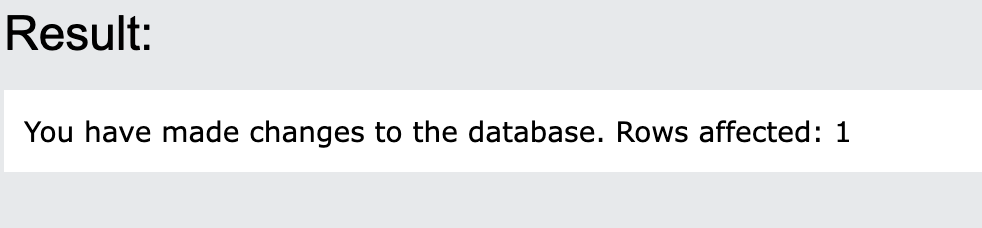 Result:
You have made changes to the database. Rows affected: 1